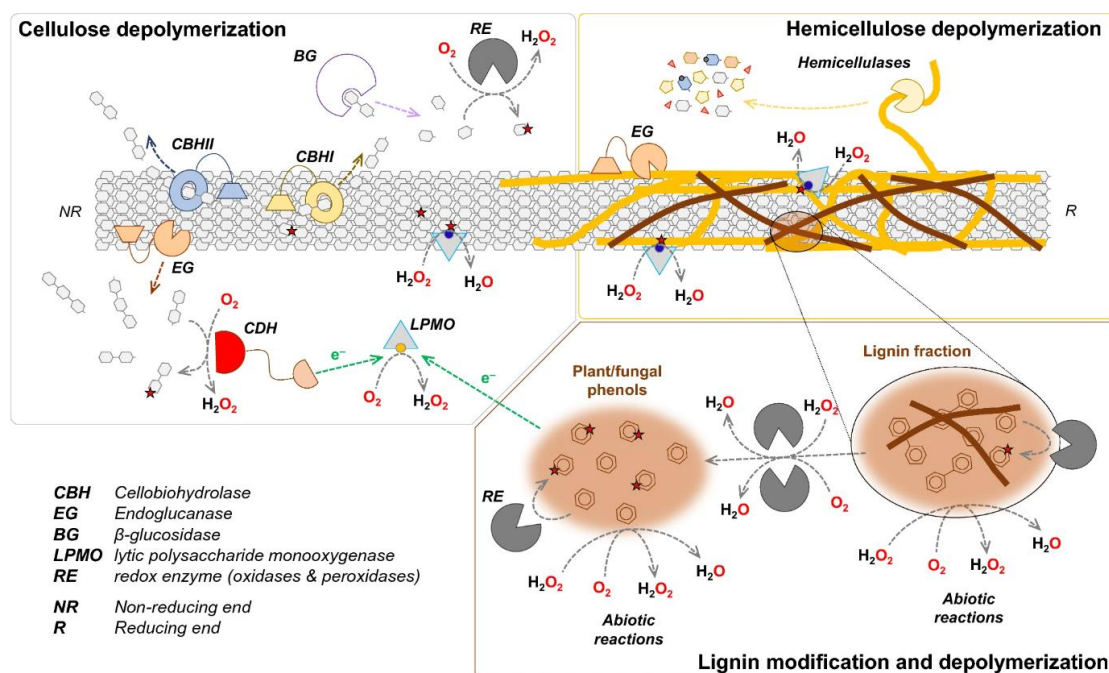 Cellulose depolymerization
Hemicellulose depolymerization
BG
O₂
RE
H₂O₂
Hemicellulases
CBHII
CBHI
EG
H₂O
H₂O₂
NR
R
EG
H₂O₂
H₂O
H₂O₂
H₂O
O₂
CDH
LPMO
e⁻
e⁻
H₂O₂
O₂
H₂O₂
Plant/fungal
phenols
Lignin fraction
H₂O
H₂O₂
RE
H₂O
O₂
H₂O₂
O₂
H₂O₂
H₂O
H₂O₂
O₂
H₂O₂
H₂O
Abiotic
reactions
Abiotic
reactions
CBH Cellobiohydrolase
EG Endoglucanase
BG β-glucosidase
LPMO lytic polysaccharide monooxygenase
RE redox enzyme (oxidases & peroxidases)
NR Non-reducing end
R Reducing end
Lignin modification and depolymerization